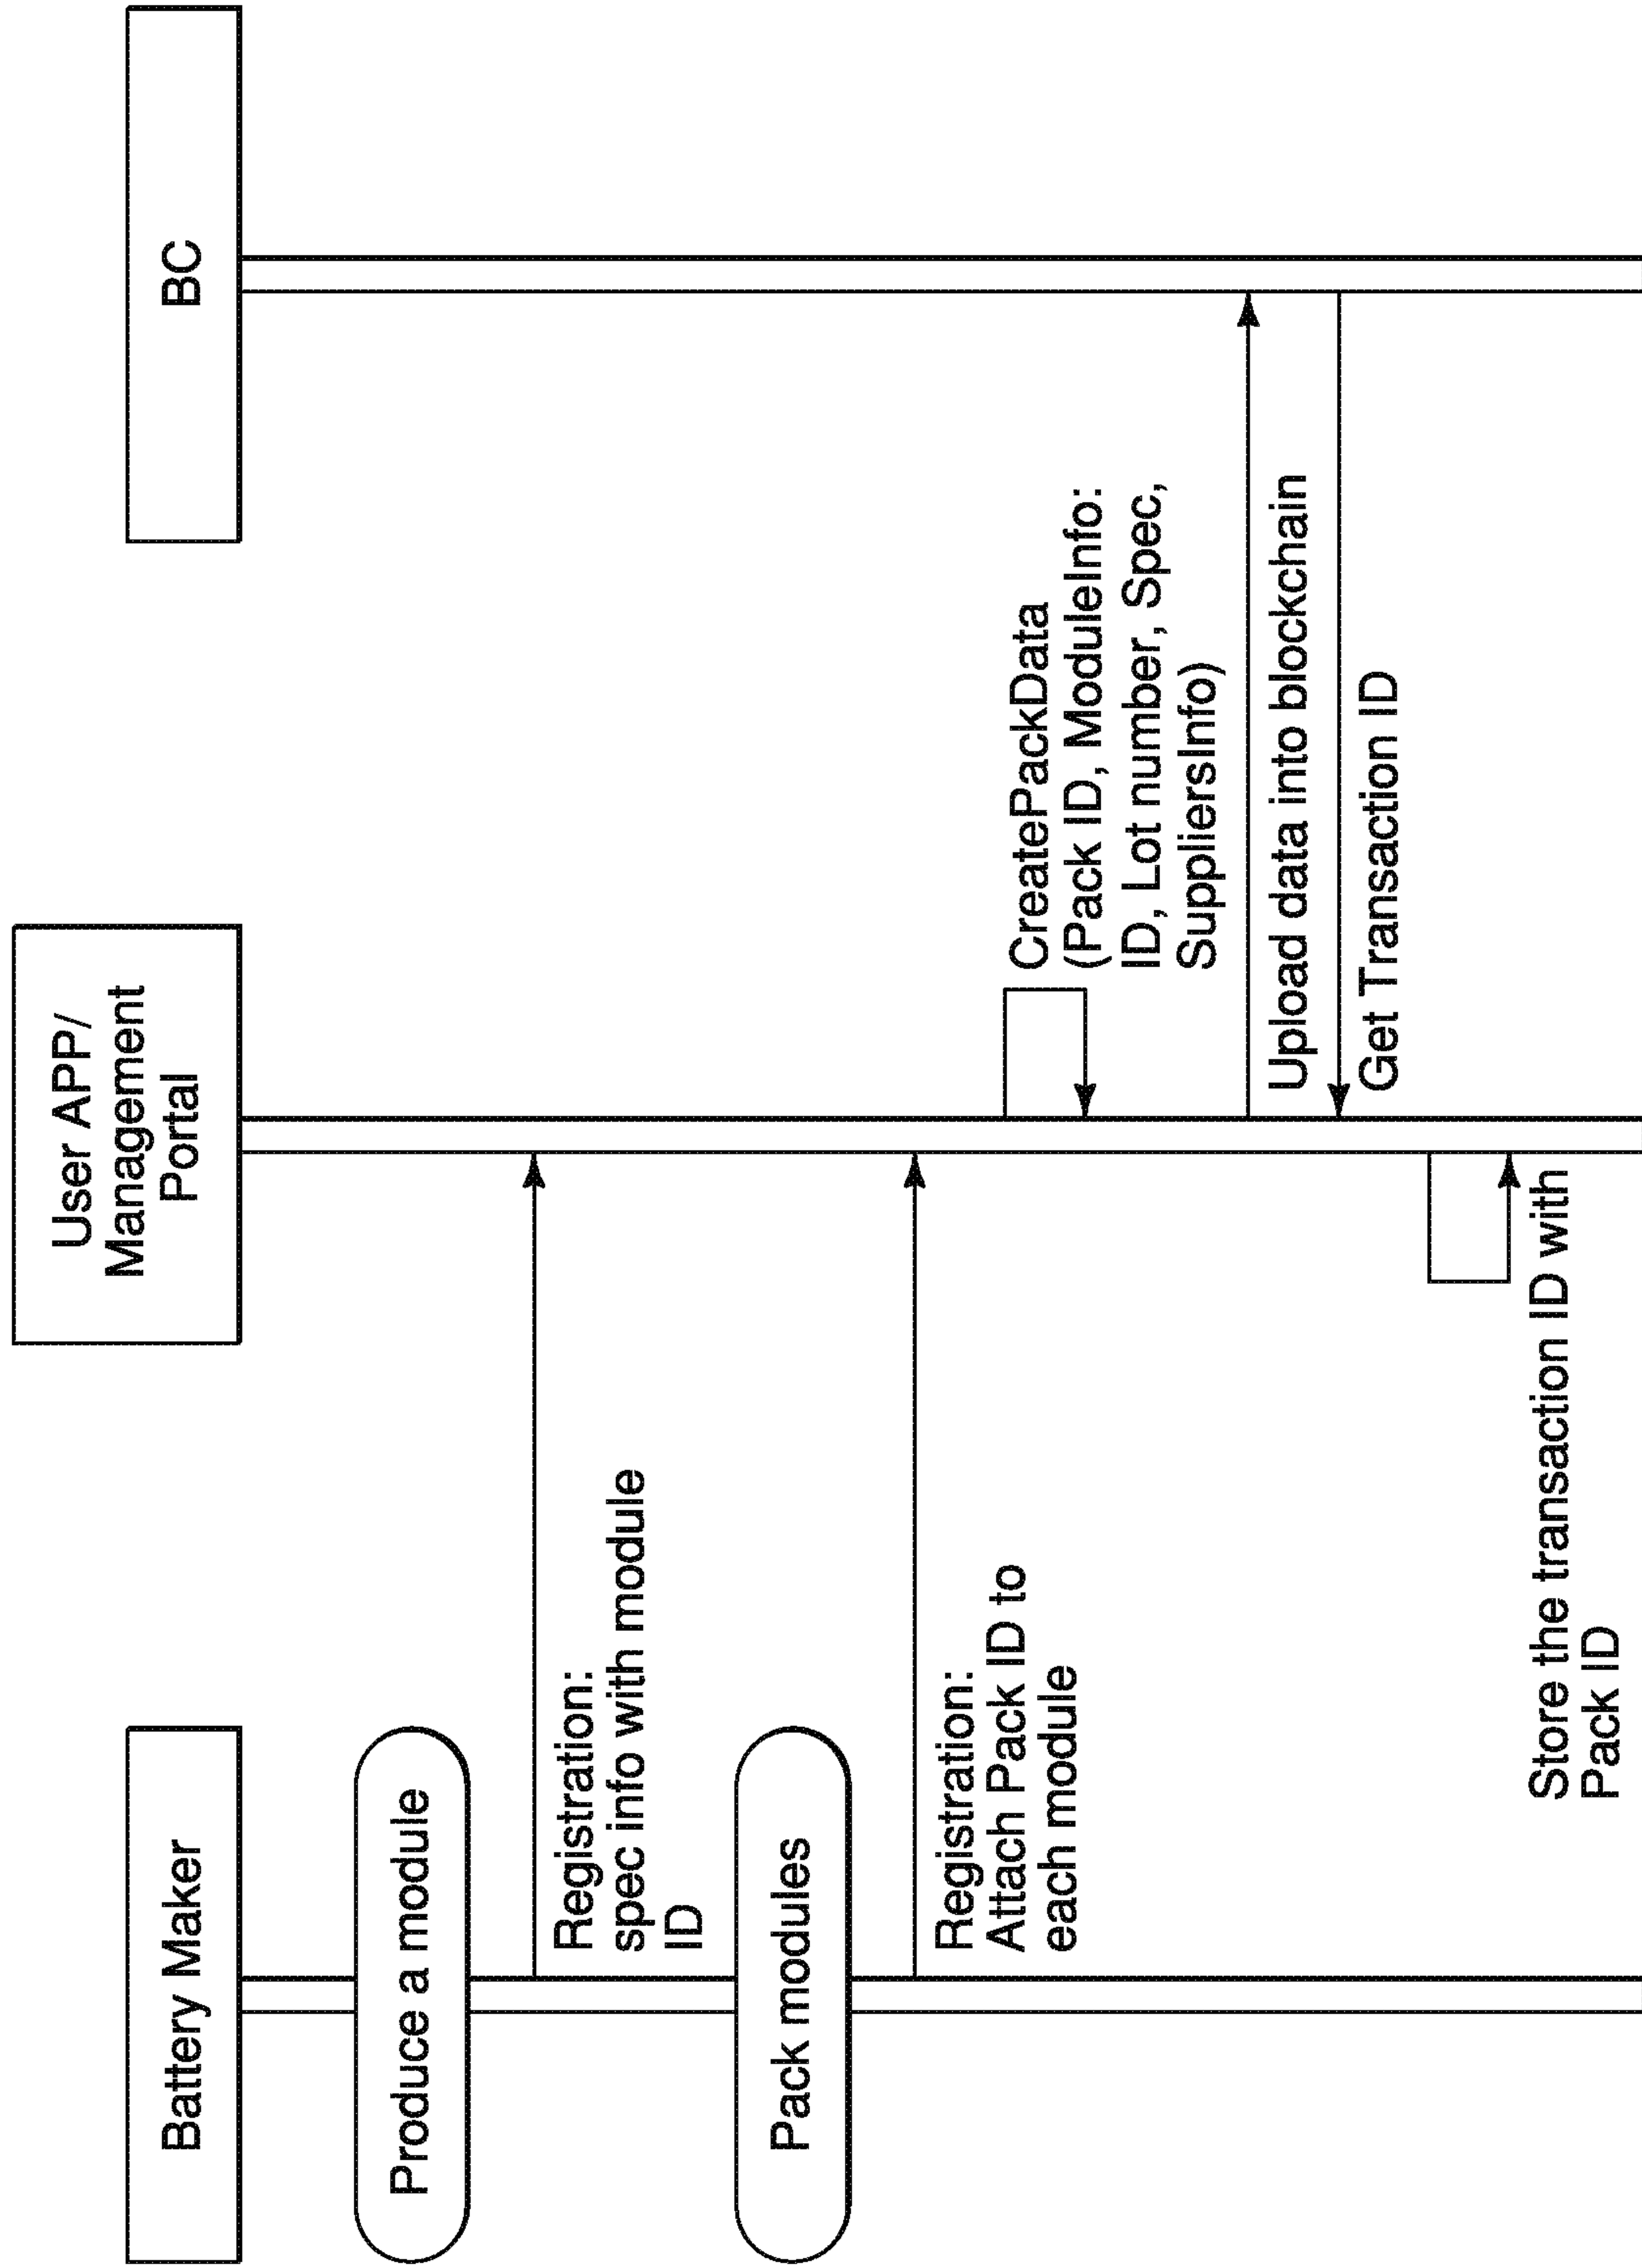 Battery Maker
User APP/
Management
Portal
BC
Produce a module
Registration:
spec info with module
ID
Pack modules
Registration:
Attach Pack ID to
each module
CreatePackData
(Pack ID, ModuleInfo:
ID, Lot number, Spec,
SuppliersInfo)
Upload data into blockchain
Get Transaction ID
Store the transaction ID with
Pack ID